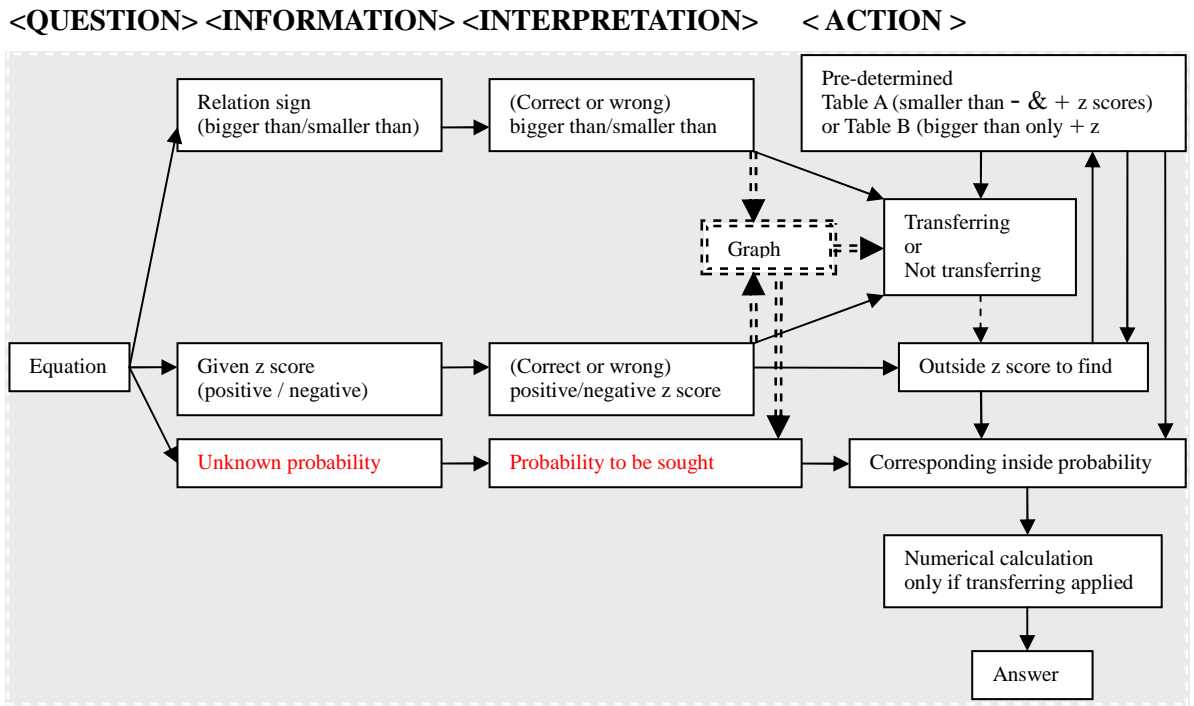 <QUESTION> <INFORMATION> <INTERPRETATION> < ACTION >
Relation sign
(bigger than/smaller than)
(Correct or wrong)
bigger than/smaller than
Pre-determined
Table A (smaller than - & + z scores)
or Table B (bigger than only + z
Graph
Transferring
or
Not transferring
Equation
Given z score
(positive / negative)
(Correct or wrong)
positive/negative z score
Outside z score to find
Unknown probability
Probability to be sought
Corresponding inside probability
Numerical calculation
only if transferring applied
Answer